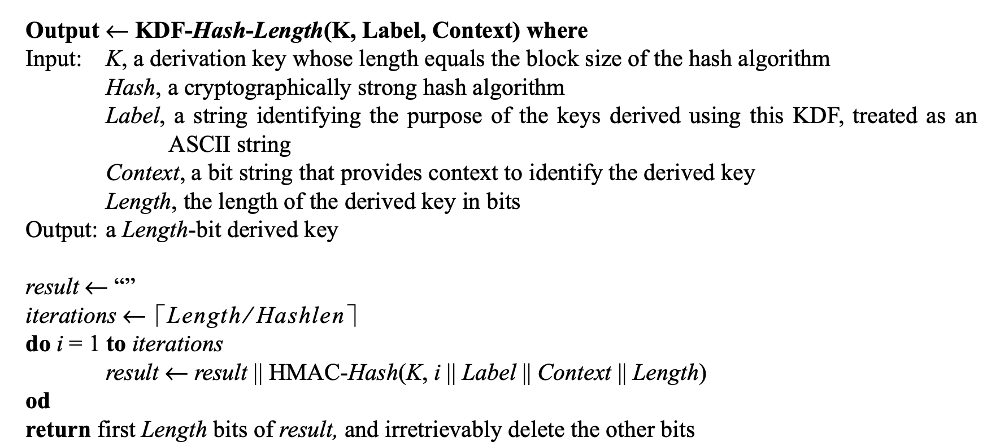 Output ← KDF-Hash-Length(K, Label, Context) where
Input: K, a derivation key whose length equals the block size of the hash algorithm
Hash, a cryptographically strong hash algorithm
Label, a string identifying the purpose of the keys derived using this KDF, treated as an
ASCII string
Context, a bit string that provides context to identify the derived key
Length, the length of the derived key in bits
Output: a Length-bit derived key
result ← “”
iterations ← ⌈Length/Hashlen⌉
do i = 1 to iterations
result ← result || HMAC-Hash(K, i || Label || Context || Length)
od
return first Length bits of result, and irretrievably delete the other bits